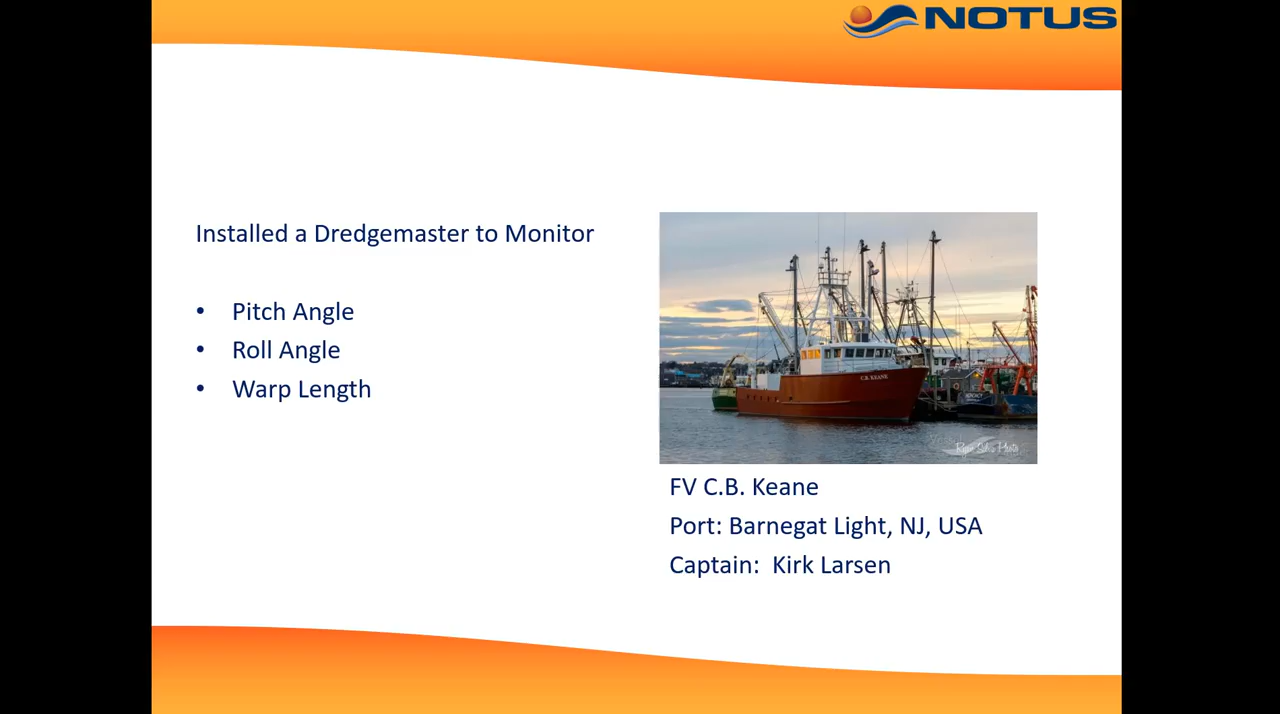 NOTUS
Installed a Dredgemaster to Monitor
• Pitch Angle
• Roll Angle
• Warp Length
C.B. KEANE
FV C.B. Keane
Port: Barnegat Light, NJ, USA
Captain: Kirk Larsen